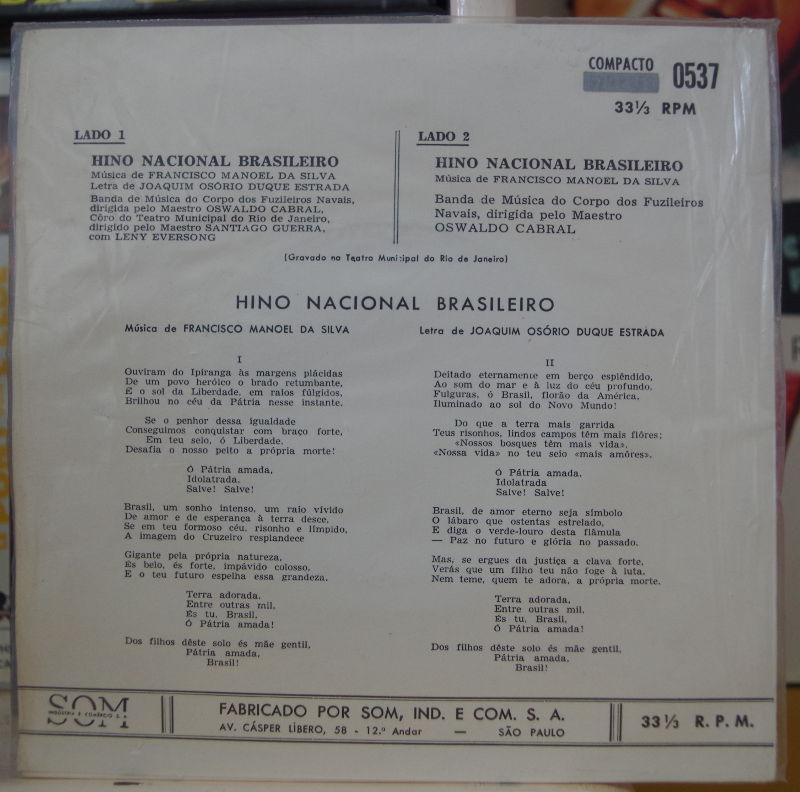 COMPACTO 0537
33⅓ RPM
LADO 1
HINO NACIONAL BRASILEIRO
Música de FRANCISCO MANOEL DA SILVA
Letra de JOAQUIM OSÓRIO DUQUE ESTRADA
Banda de Música do Corpo dos Fuzileiros Navais,
dirigida pelo Maestro OSWALDO CABRAL,
Côro do Teatro Municipal do Rio de Janeiro,
dirigido pelo Maestro SANTIAGO GUERRA,
com LENY EVERSONG
LADO 2
HINO NACIONAL BRASILEIRO
Música de FRANCISCO MANOEL DA SILVA
Banda de Música do Corpo dos Fuzileiros
Navais, dirigida pelo Maestro
OSWALDO CABRAL
(Gravado no Teatro Municipal do Rio de Janeiro)
HINO NACIONAL BRASILEIRO
Música de FRANCISCO MANOEL DA SILVA
Letra de JOAQUIM OSÓRIO DUQUE ESTRADA
I
Ouviram do Ipiranga às margens plácidas
De um povo heróico o brado retumbante,
E o sol da Liberdade, em raios fúlgidos,
Brilhou no céu da Pátria nesse instante.
Se o penhor dessa igualdade
Conseguimos conquistar com braço forte,
Em teu seio, ó Liberdade,
Desafia o nosso peito a própria morte!
Ó Pátria amada,
Idolatrada,
Salve! Salve!
Brasil, um sonho intenso, um raio vívido
De amor e de esperança à terra desce,
Se em teu formoso céu, risonho e límpido,
A imagem do Cruzeiro resplandece
Gigante pela própria natureza,
És belo, és forte, impávido colosso,
E o teu futuro espelha essa grandeza.
Terra adorada,
Entre outras mil,
És tu, Brasil,
Ó Pátria amada!
Dos filhos dêste solo és mãe gentil,
Pátria amada,
Brasil!
II
Deitado eternamente em berço esplêndido,
Ao som do mar e à luz do céu profundo,
Fulguras, ó Brasil, florão da América,
Iluminado ao sol do Novo Mundo!
Do que a terra mais garrida
Teus risonhos, lindos campos têm mais flôres;
«Nossos bosques têm mais vida»,
«Nossa vida» no teu seio «mais amôres».
Ó Pátria amada,
Idolatrada
Salve! Salve!
Brasil, de amor eterno seja símbolo
O lábaro que ostentas estrelado,
E diga o verde-louro desta flâmula
— Paz no futuro e glória no passado.
Mas, se ergues da justiça a clava forte,
Verás que um filho teu não foge à luta,
Nem teme, quem te adora, a própria morte.
Terra adorada,
Entre outras mil,
És tu, Brasil,
Ó Pátria amada!
Dos filhos dêste solo és mãe gentil,
Pátria amada,
Brasil!
SOM
INDÚSTRIA E COMÉRCIO S. A.
FABRICADO POR SOM, IND. E COM. S. A.
AV. CÁSPER LÍBERO, 58 - 12.º Andar — SÃO PAULO
33⅓ R. P. M.